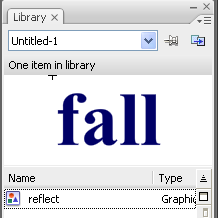 Library ×
Untitled-1
One item in library
fall
Name Type
reflect Graphic